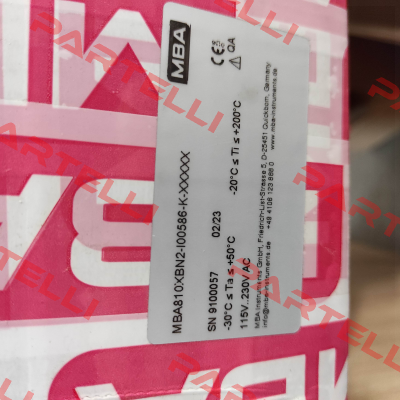 MBA
CE
QA
MBA810XBN2-I00586-K-XXXXX
SN 9100057 02/23
-30°C ≤ Ta ≤ +50°C -20°C ≤ Ti ≤ +200°C
115V..230V AC
MBA Instruments GmbH, Friedrich-List-Strasse 5, D-25451 Quickborn, Germany
info@mba-instruments.de www.mba-instruments.de
+49 4106 123 888 0
PARTELLI
PARTELLI
PARTELLI